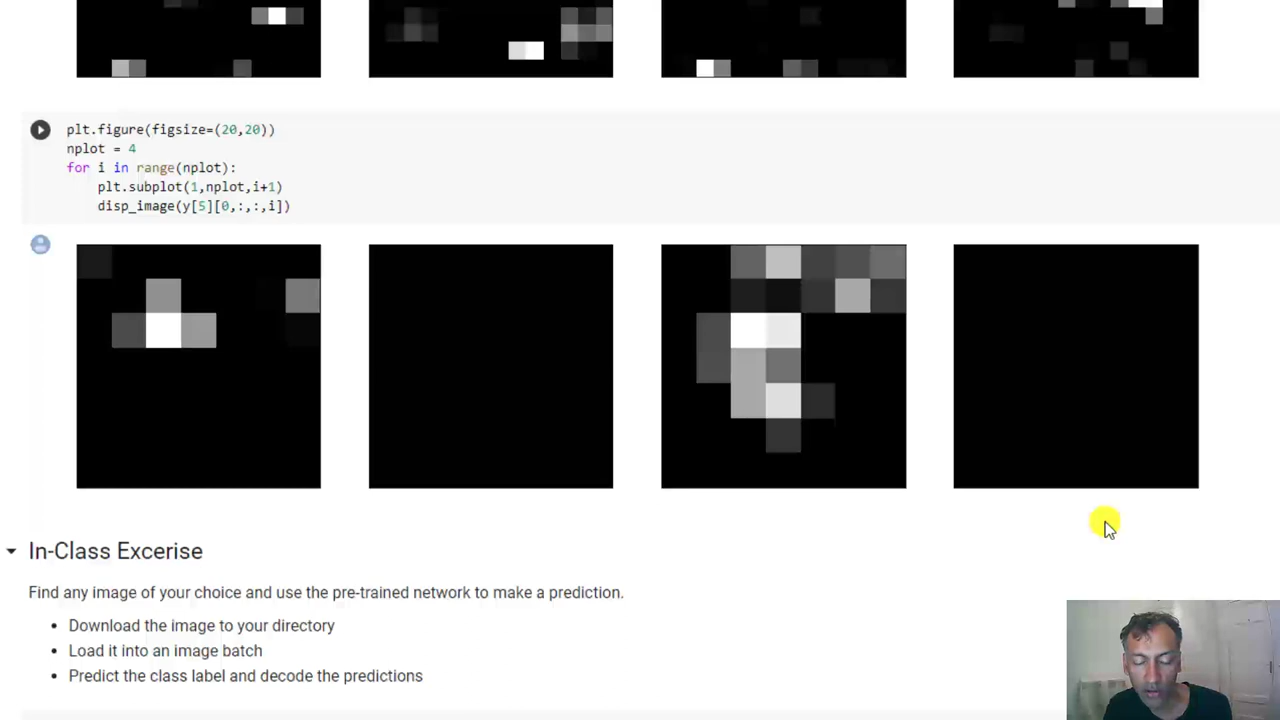 plt.figure(figsize=(20,20))
nplot = 4
for i in range(nplot):
plt.subplot(1,nplot,i+1)
disp_image(y[5][0,:,:,i])
In-Class Excerise
Find any image of your choice and use the pre-trained network to make a prediction.
Download the image to your directory
Load it into an image batch
Predict the class label and decode the predictions